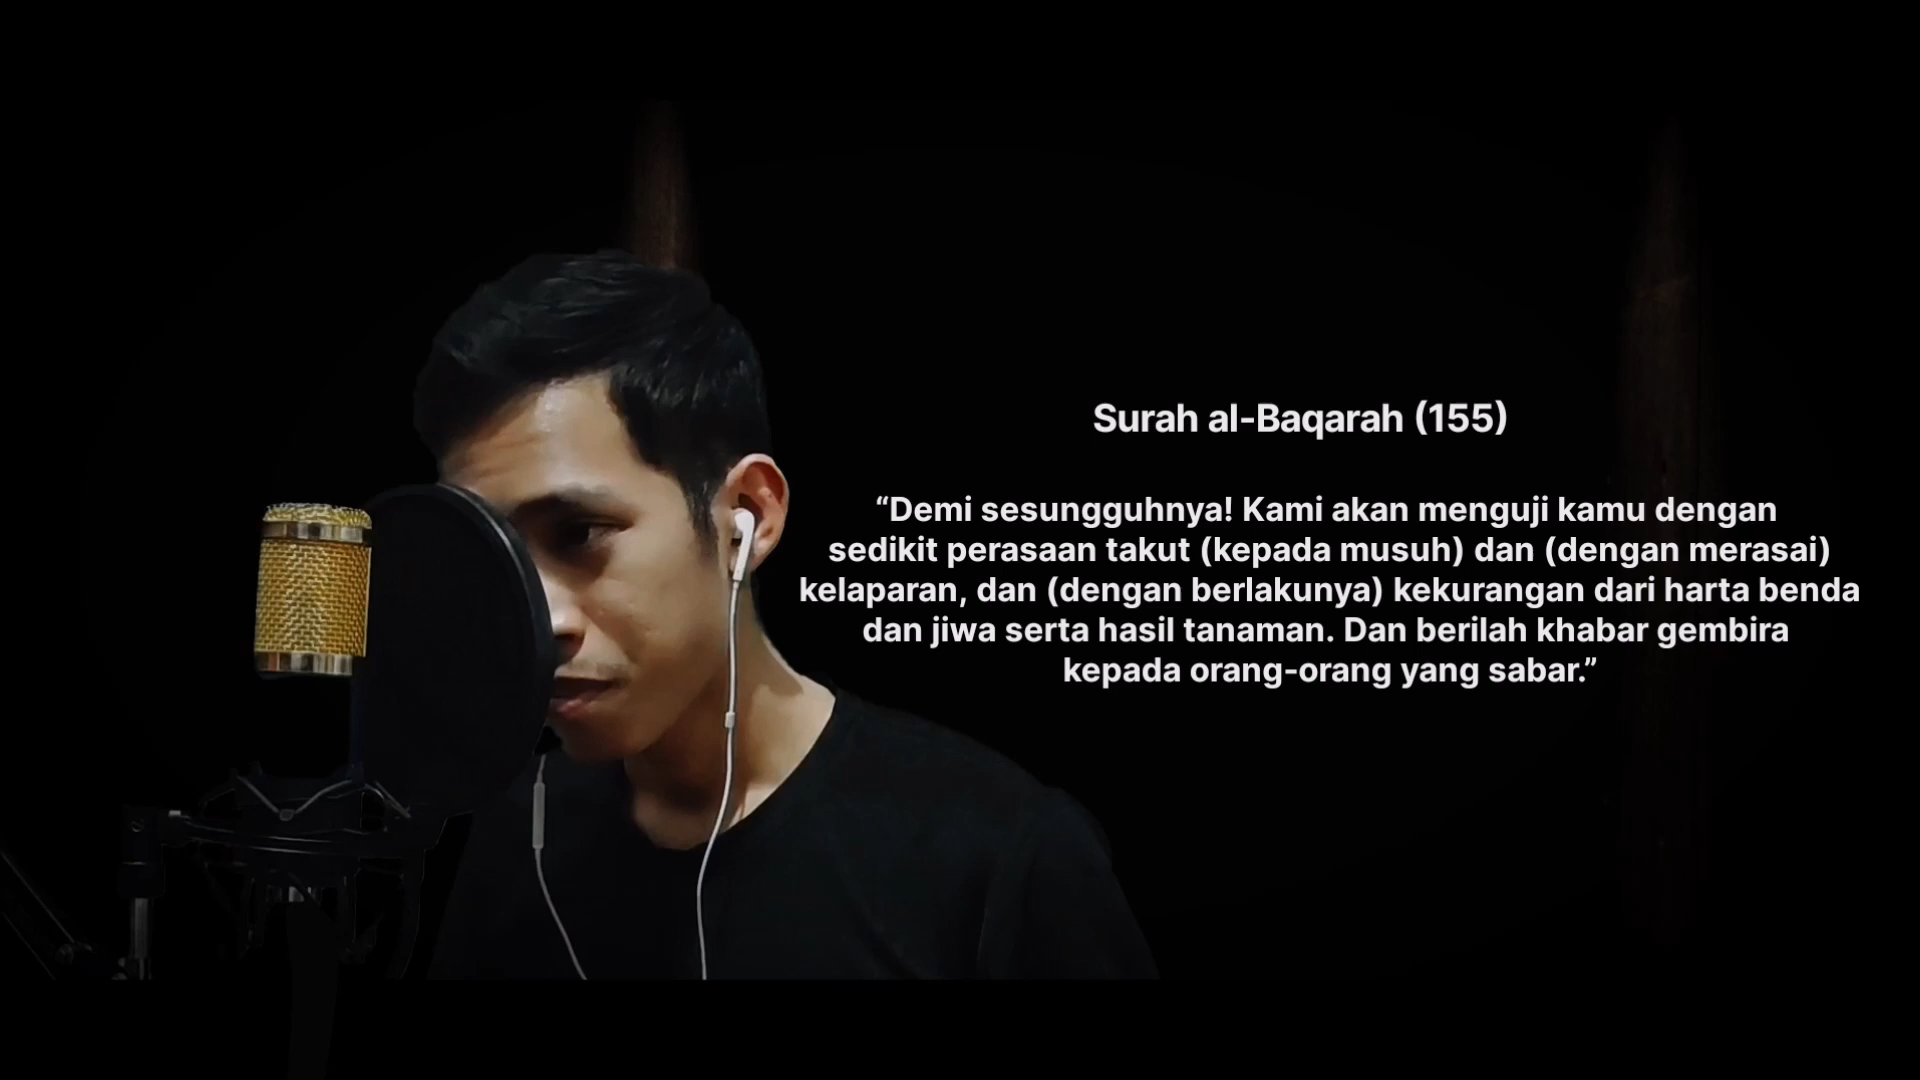 Surah al-Baqarah (155)
“Demi sesungguhnya! Kami akan menguji kamu dengan
sedikit perasaan takut (kepada musuh) dan (dengan merasai)
kelaparan, dan (dengan berlakunya) kekurangan dari harta benda
dan jiwa serta hasil tanaman. Dan berilah khabar gembira
kepada orang-orang yang sabar.”